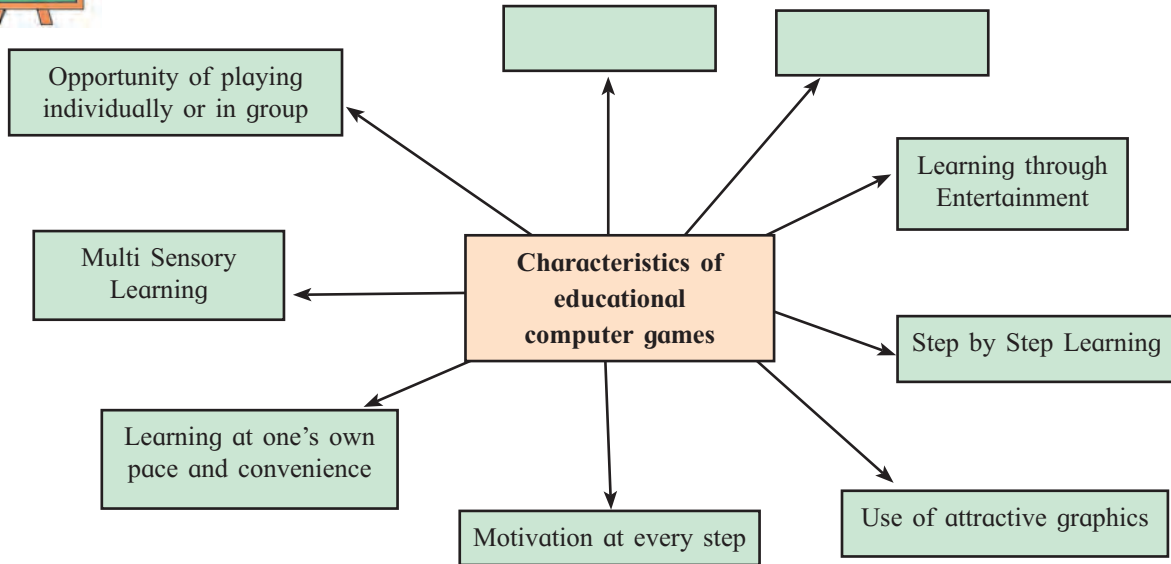 Opportunity of playing
individually or in group
Learning through
Entertainment
Multi Sensory
Learning
Characteristics of
educational
computer games
Step by Step Learning
Learning at one's own
pace and convenience
Motivation at every step
Use of attractive graphics